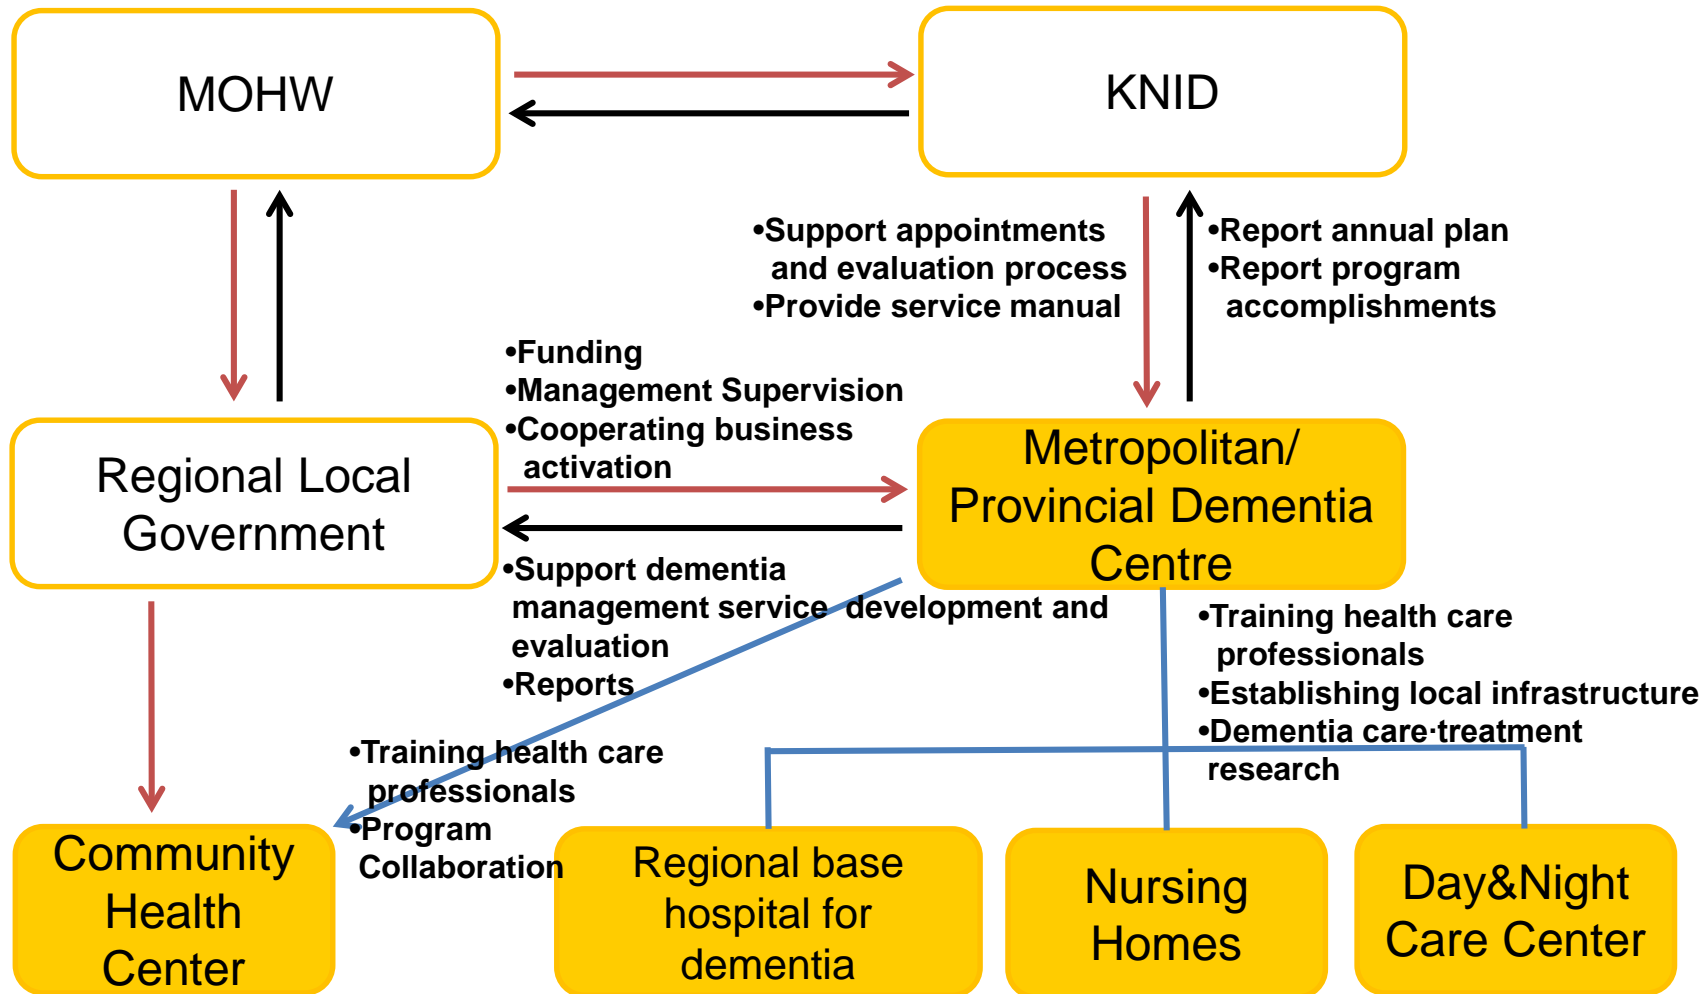 MOHW
KNID
•Support appointments
and evaluation process
•Provide service manual
•Report annual plan
•Report program
accomplishments
•Funding
•Management Supervision
•Cooperating business
activation
Regional Local
Government
Metropolitan/
Provincial Dementia
Centre
•Support dementia
management service development and
evaluation
•Reports
•Training health care
professionals
•Establishing local infrastructure
•Dementia care·treatment
research
•Training health care
professionals
•Program
Collaboration
Community
Health
Center
Regional base
hospital for
dementia
Nursing
Homes
Day&Night
Care Center